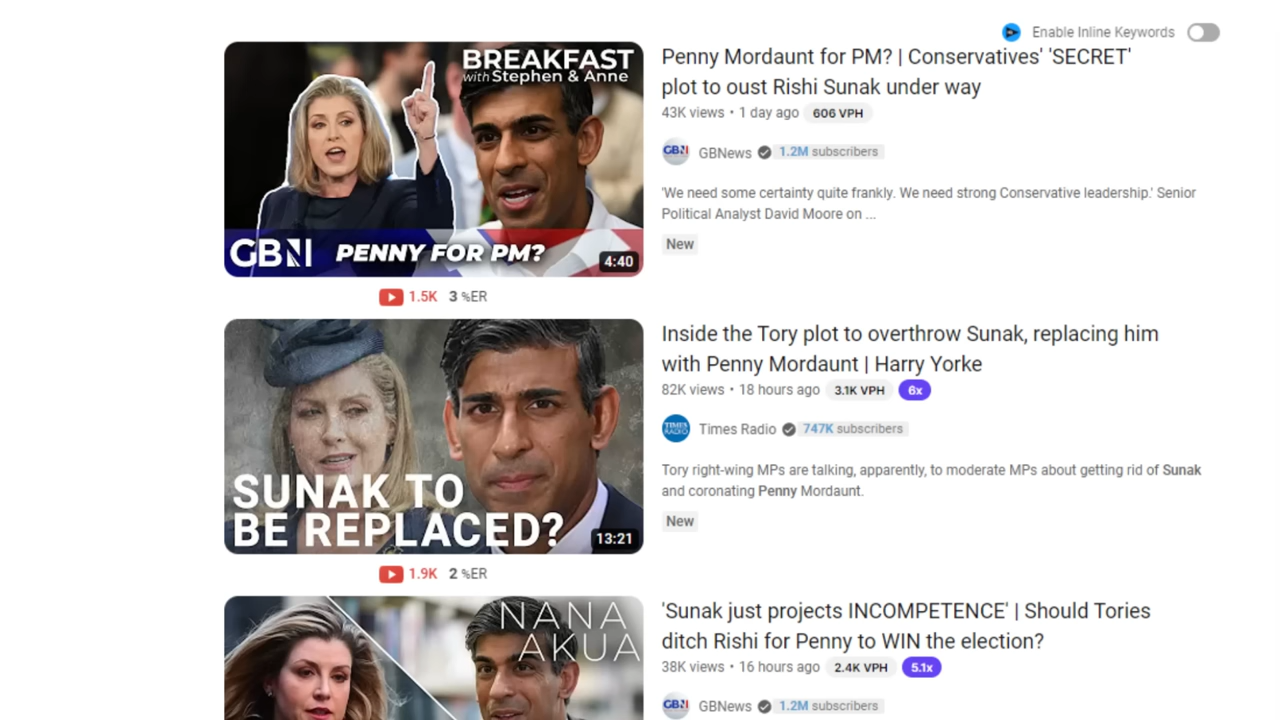 Enable Inline Keywords
BREAKFAST
with Stephen & Anne
GBN
PENNY FOR PM?
4:40
Penny Mordaunt for PM? | Conservatives' 'SECRET'
plot to oust Rishi Sunak under way
43K views • 1 day ago 606 VPH
GBN GBNews 1.2M subscribers
'We need some certainty quite frankly. We need strong Conservative leadership.' Senior
Political Analyst David Moore on ...
New
1.5K 3 %ER
SUNAK TO
BE REPLACED?
13:21
Inside the Tory plot to overthrow Sunak, replacing him
with Penny Mordaunt | Harry Yorke
82K views • 18 hours ago 3.1K VPH 6x
TIMES
RADIO
Times Radio 747K subscribers
Tory right-wing MPs are talking, apparently, to moderate MPs about getting rid of Sunak
and coronating Penny Mordaunt.
New
1.9K 2 %ER
NANA
AKUA
'Sunak just projects INCOMPETENCE' | Should Tories
ditch Rishi for Penny to WIN the election?
38K views • 16 hours ago 2.4K VPH 5.1x
GBN GBNews 1.2M subscribers